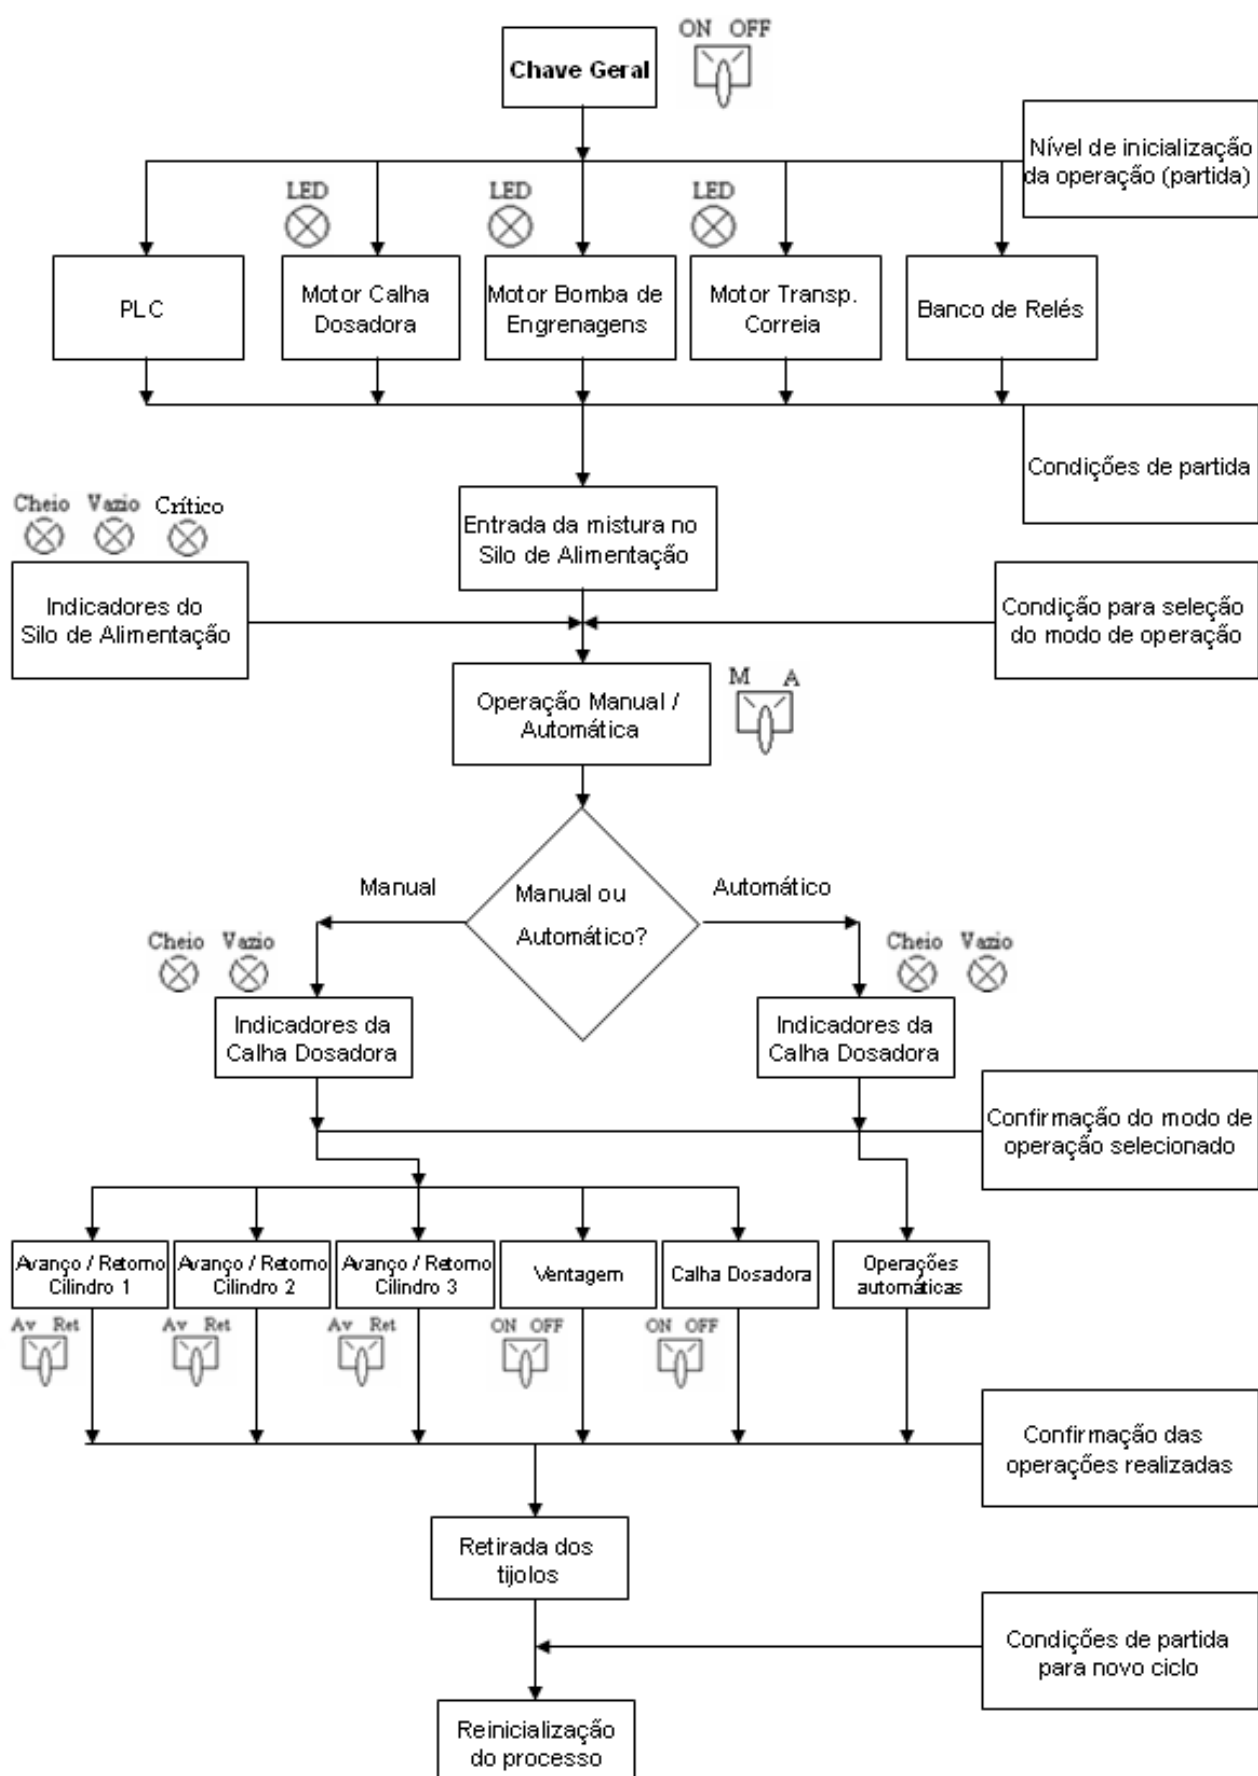 ON OFF
Chave Geral
Nível de inicialização
da operação (partida)
LED
LED
LED
PLC
Motor Calha
Dosadora
Motor Bomba de
Engrenagens
Motor Transp.
Correia
Banco de Relés
Condições de partida
Cheio Vazio Crítico
Entrada da mistura no
Silo de Alimentação
Indicadores do
Silo de Alimentação
Condição para seleção
do modo de operação
M A
Operação Manual /
Automática
Manual
Manual ou
Automático?
Automático
Cheio Vazio
Cheio Vazio
Indicadores da
Calha Dosadora
Indicadores da
Calha Dosadora
Confirmação do modo de
operação selecionado
Avanço / Retorno
Cilindro 1
Avanço / Retorno
Cilindro 2
Avanço / Retorno
Cilindro 3
Ventagem
Calha Dosadora
Operações
automáticas
Av Ret
Av Ret
Av Ret
ON OFF
ON OFF
Confirmação das
operações realizadas
Retirada dos
tijolos
Condições de partida
para novo ciclo
Reinicialização
do processo